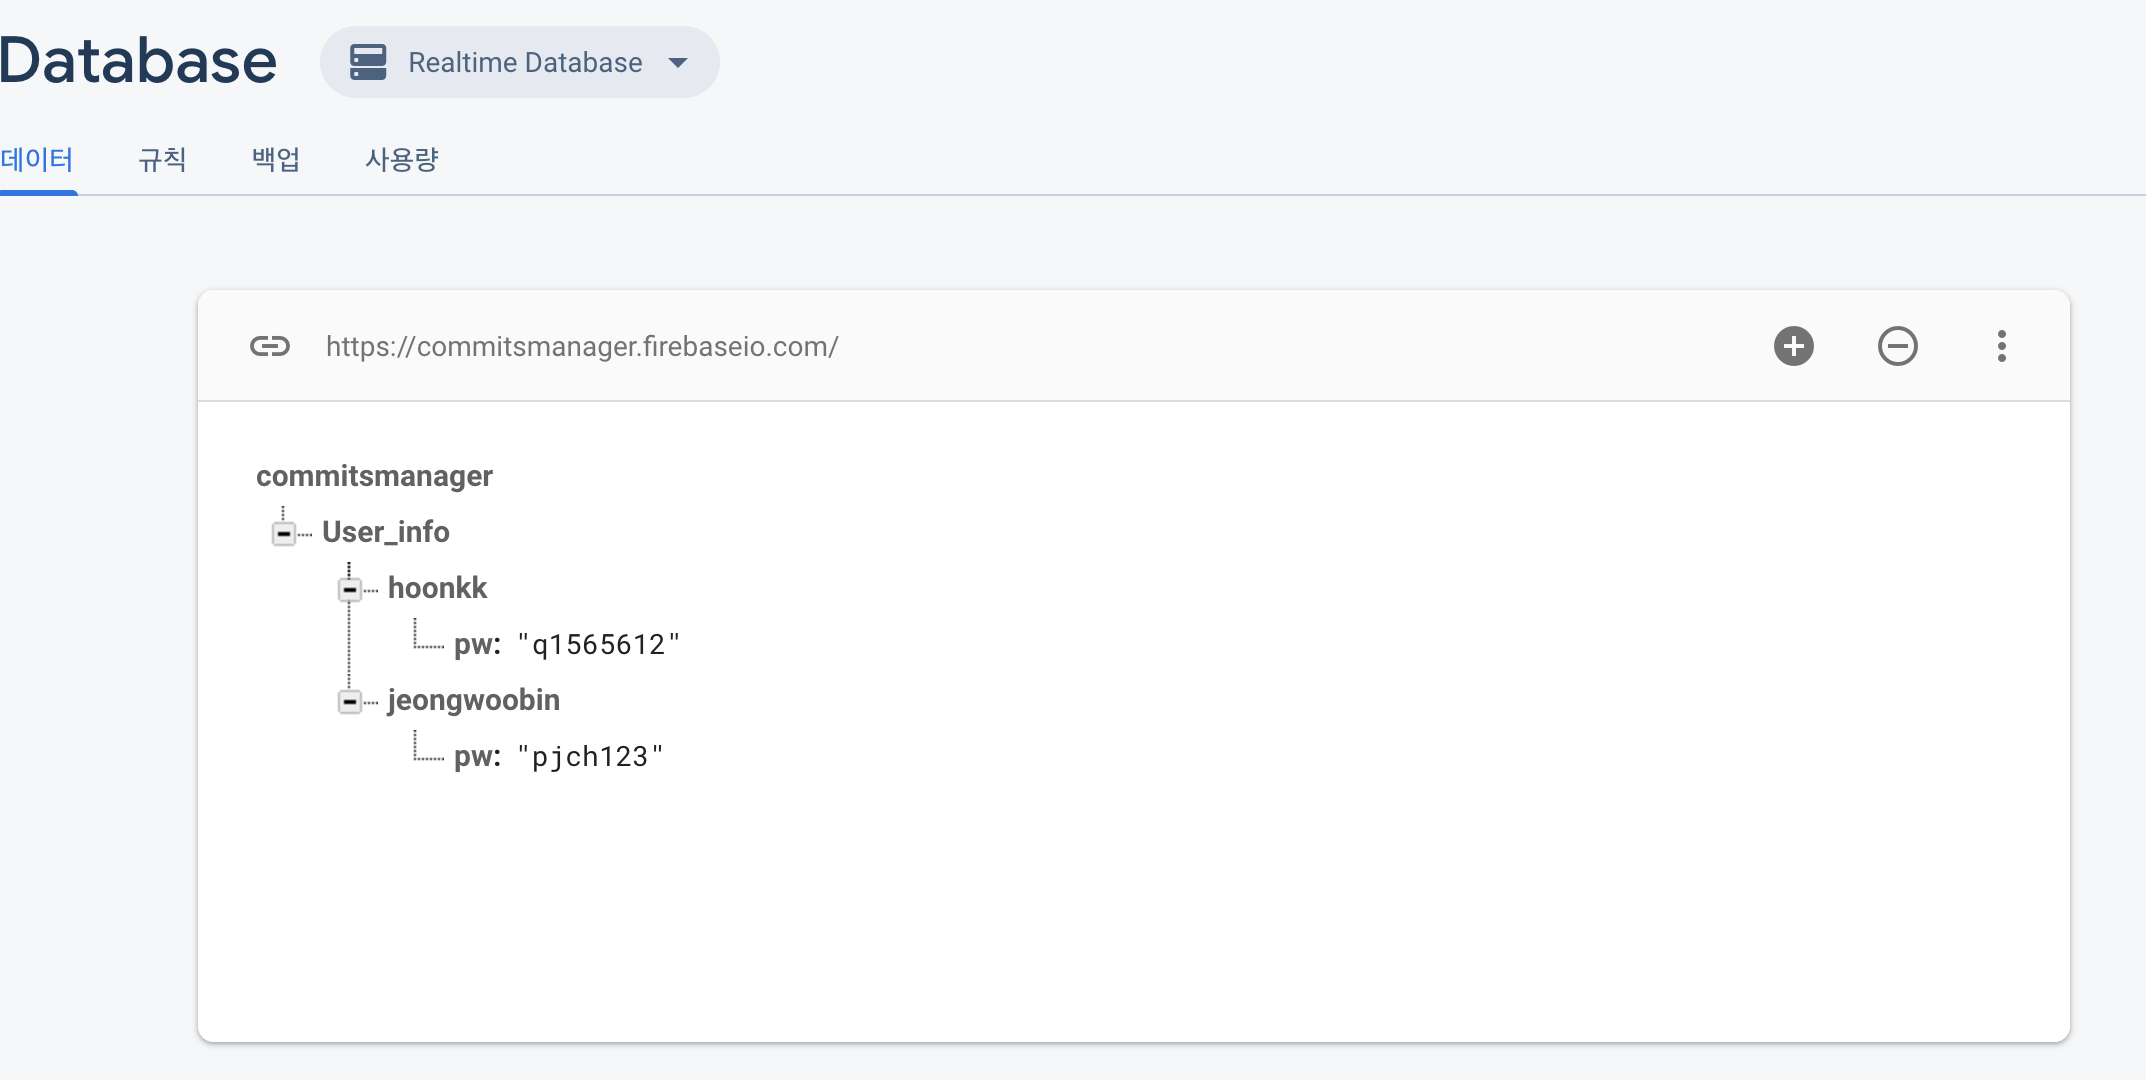 Database Realtime Database
데이터 규칙 백업 사용량
https://commitsmanager.firebaseio.com/
commitsmanager
User_info
hoonkk
pw: "q1565612"
jeongwoobin
pw: "pjch123"